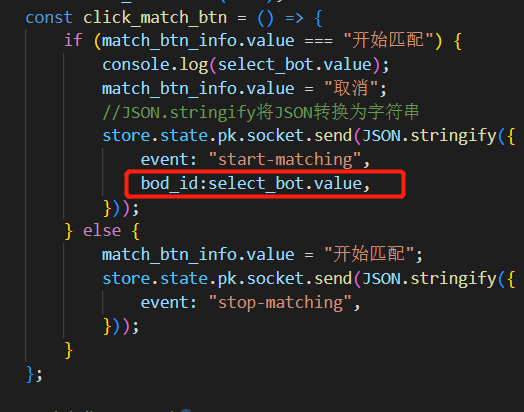 const click_match_btn = () => {
if (match_btn_info.value === "开始匹配") {
console.log(select_bot.value);
match_btn_info.value = "取消";
//JSON.stringify将JSON转换为字符串
store.state.pk.socket.send(JSON.stringify({
event: "start-matching",
bod_id:select_bot.value,
}));
} else {
match_btn_info.value = "开始匹配";
store.state.pk.socket.send(JSON.stringify({
event: "stop-matching",
}));
}
};